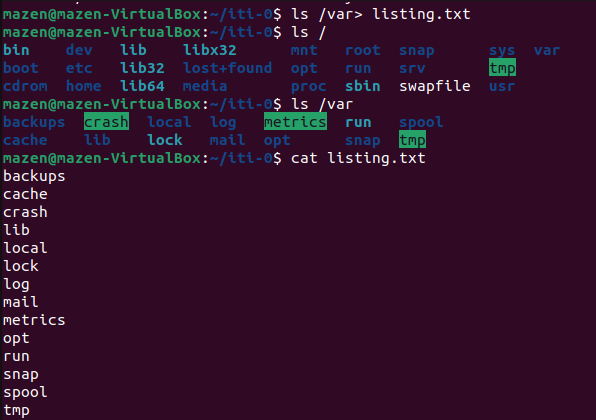 mazen@mazen-VirtualBox:~/iti-0$ ls /var> listing.txt
mazen@mazen-VirtualBox:~/iti-0$ ls /
bin dev lib libx32 mnt root snap sys var
boot etc lib32 lost+found opt run srv tmp
cdrom home lib64 media proc sbin swapfile usr
mazen@mazen-VirtualBox:~/iti-0$ ls /var
backups crash local log metrics run spool
cache lib lock mail opt snap tmp
mazen@mazen-VirtualBox:~/iti-0$ cat listing.txt
backups
cache
crash
lib
local
lock
log
mail
metrics
opt
run
snap
spool
tmp